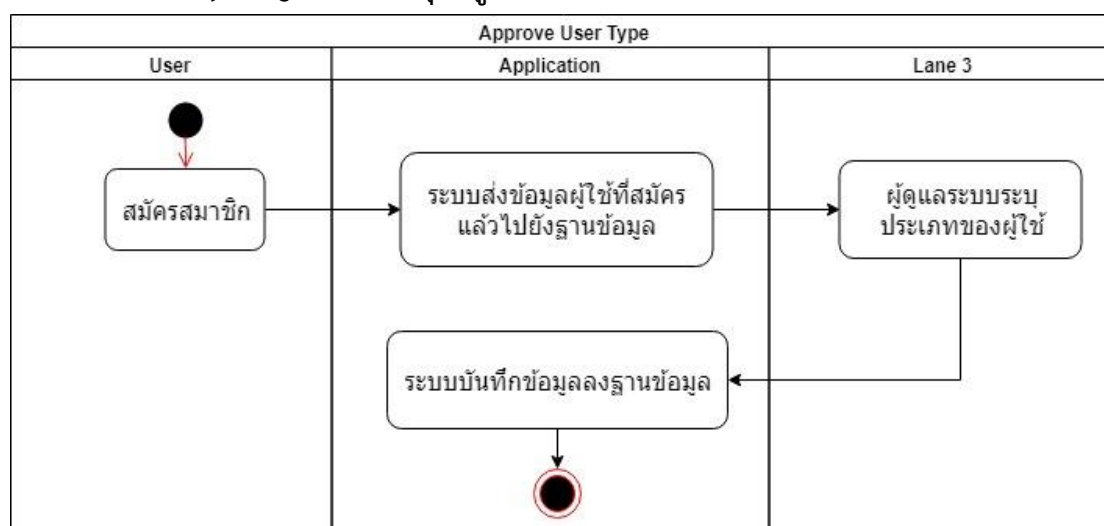 Approve User Type
User
Application
Lane 3
สมัครสมาชิก
ระบบส่งข้อมูลผู้ใช้ที่สมัคร
แล้วไปยังฐานข้อมูล
ผู้ดูแลระบบระบุ
ประเภทของผู้ใช้
ระบบบันทึกข้อมูลลงฐานข้อมูล